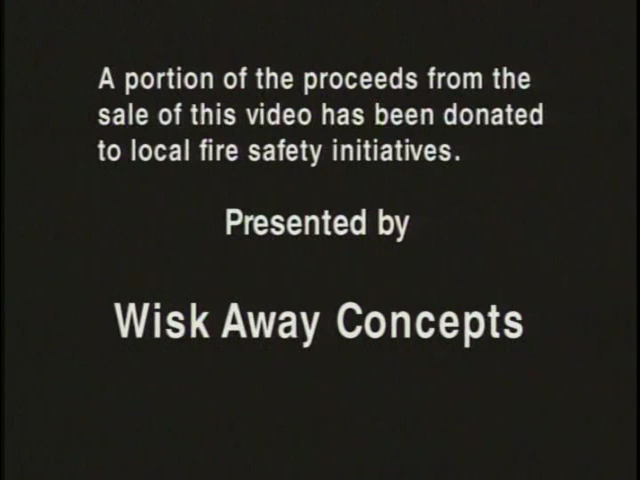 A portion of the proceeds from the
sale of this video has been donated
to local fire safety initiatives.
Presented by
Wisk Away Concepts